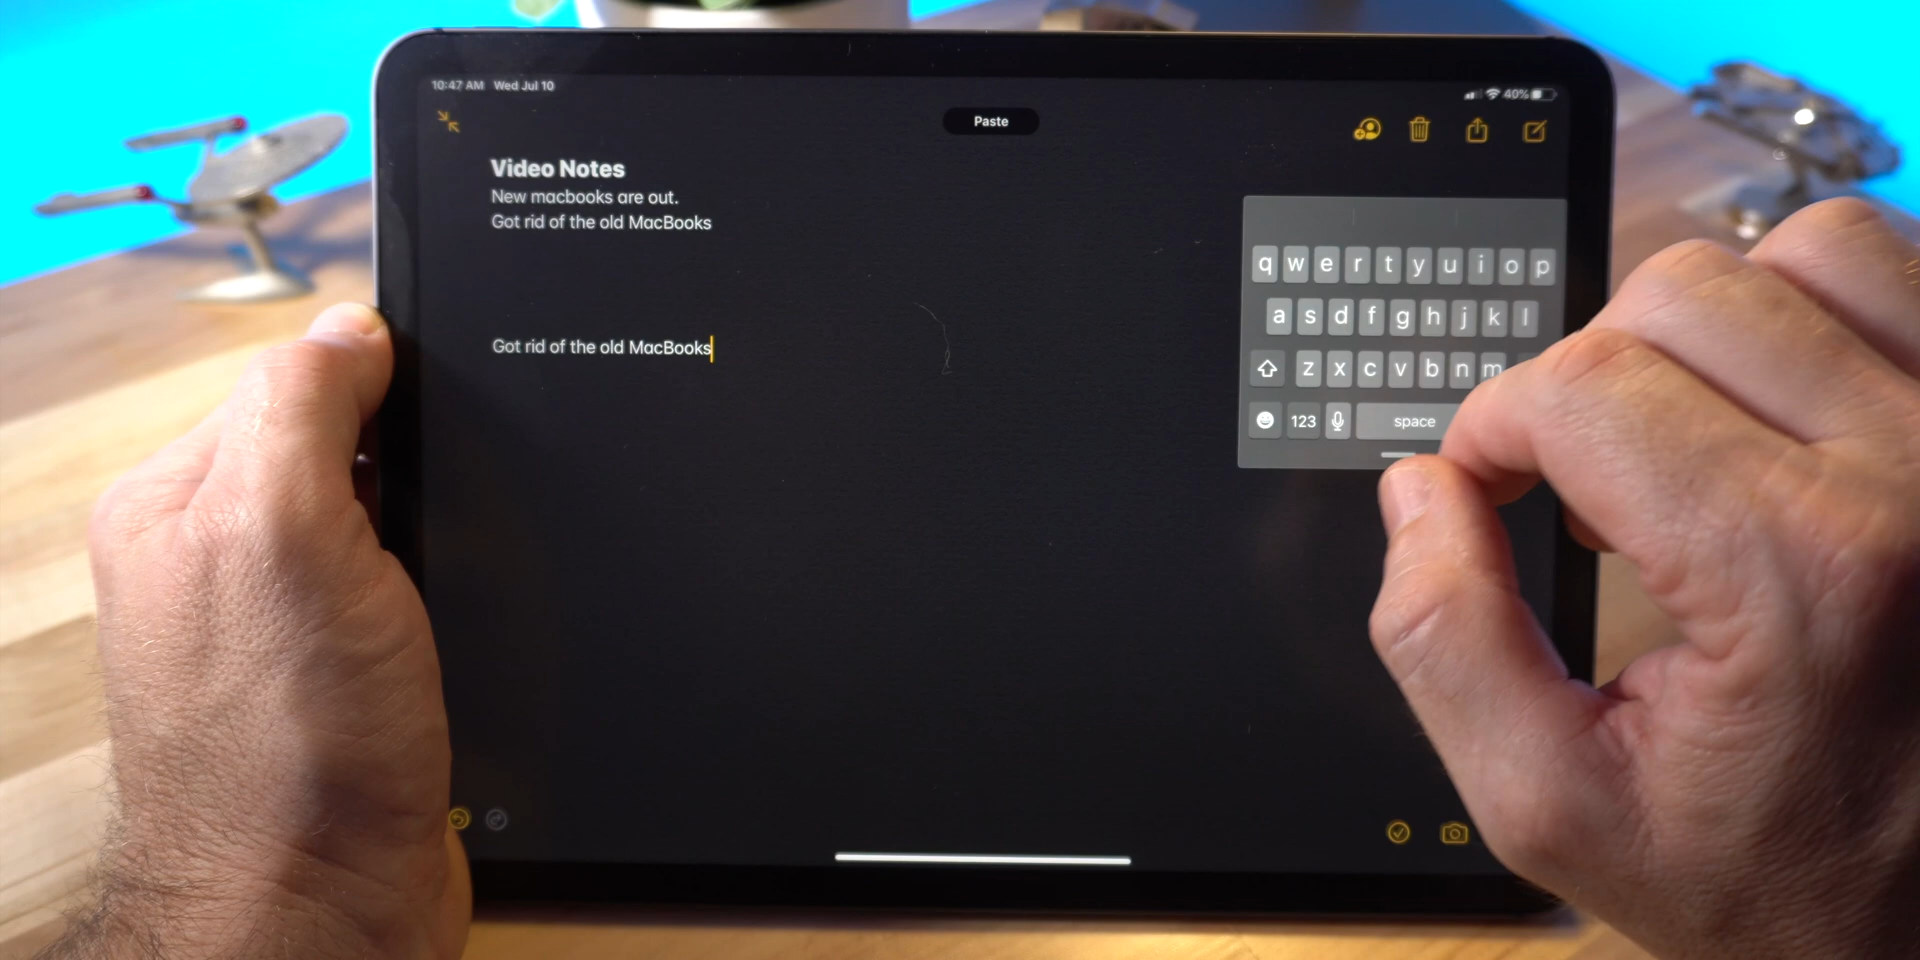 10:47 AM Wed Jul 10
40%
Paste
Video Notes
New macbooks are out.
Got rid of the old MacBooks
Got rid of the old MacBooks
q w e r t y u i o p
a s d f g h j k l
z x c v b n m
123 space